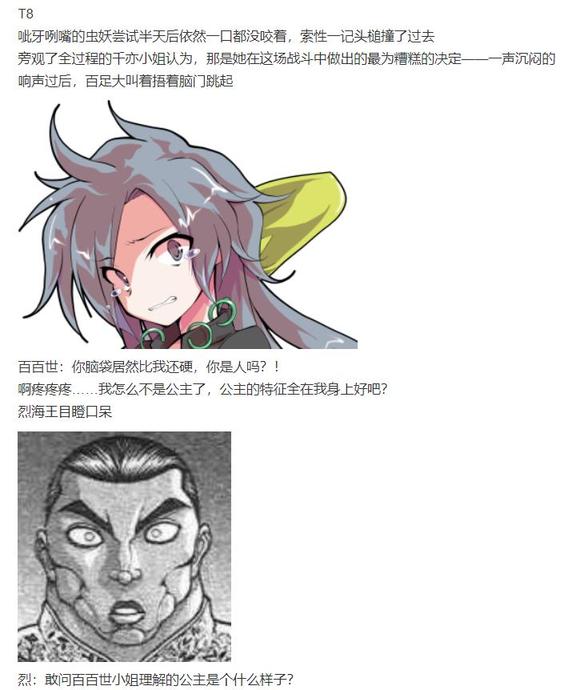 T8
呲牙咧嘴的虫妖尝试半天后依然一口都没咬着，索性一记头槌撞了过去
旁观了全过程的千亦小姐认为，那是她在这场战斗中做出的最为糟糕的决定——一声沉闷的
响声过后，百足大叫着捂着脑门跳起
百百世：你脑袋居然比我还硬，你是人吗？！
啊疼疼疼……我怎么不是公主了，公主的特征全在我身上好吧？
烈海王目瞪口呆
烈：敢问百百世小姐理解的公主是个什么样子？